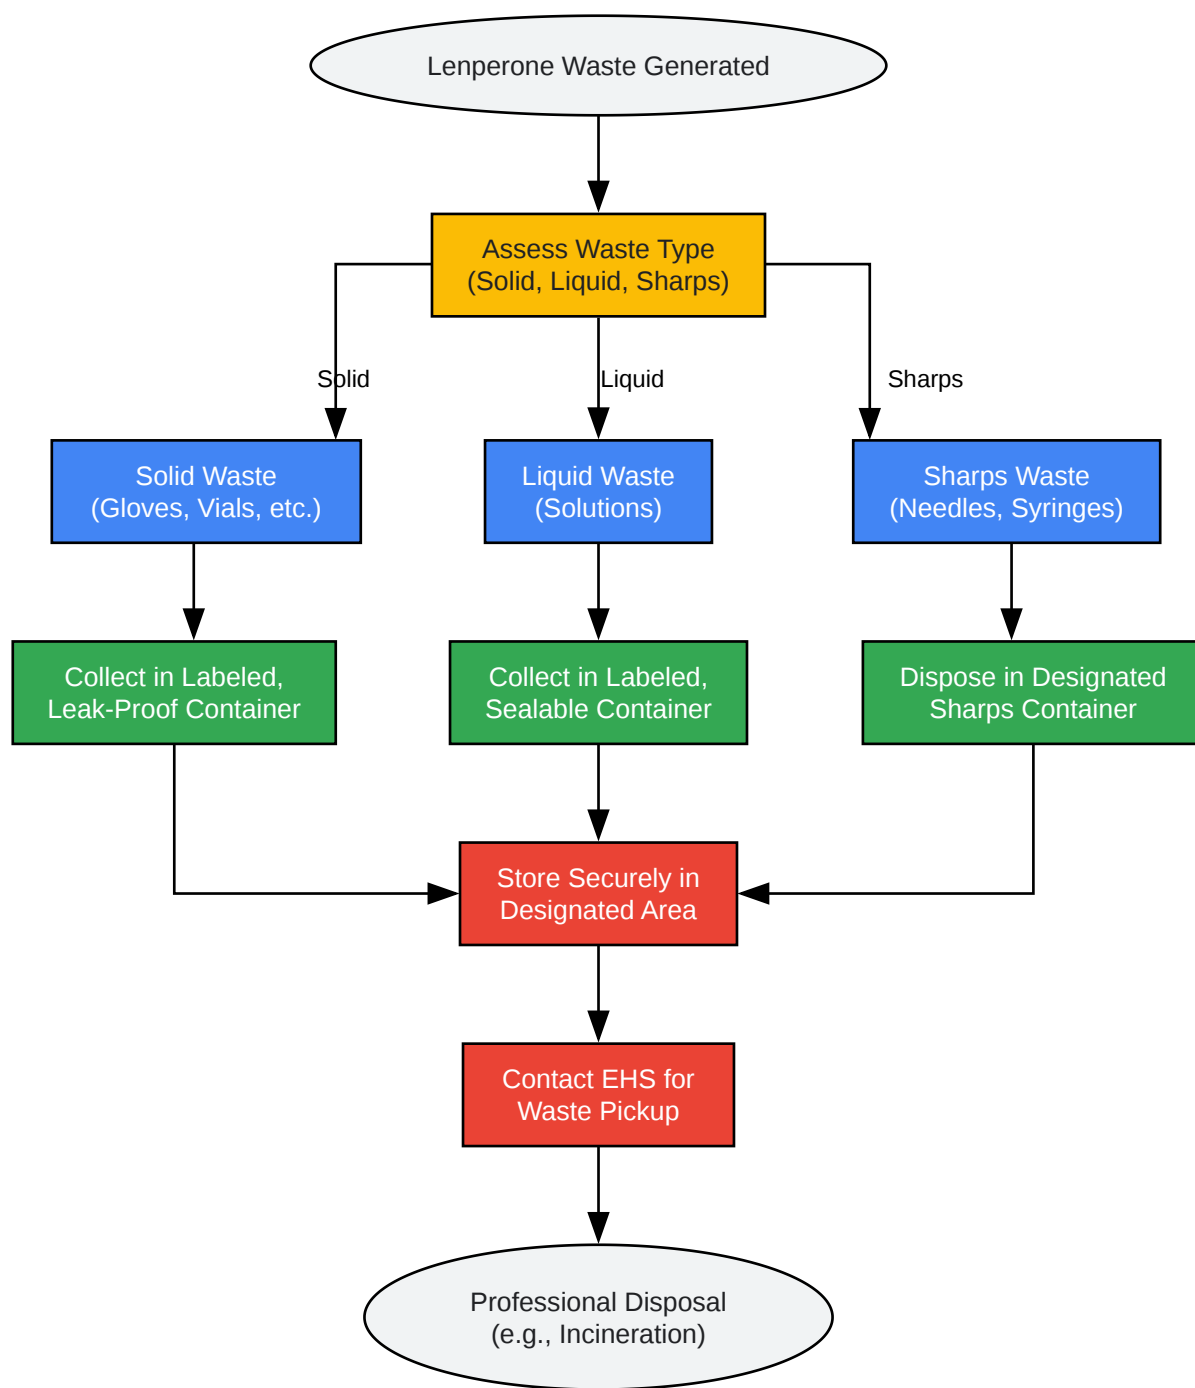 Lenperone Waste Generated
Assess Waste Type
(Solid, Liquid, Sharps)
Solid
Liquid
Sharps
Solid Waste
(Gloves, Vials, etc.)
Liquid Waste
(Solutions)
Sharps Waste
(Needles, Syringes)
Collect in Labeled,
Leak-Proof Container
Collect in Labeled,
Sealable Container
Dispose in Designated
Sharps Container
Store Securely in
Designated Area
Contact EHS for
Waste Pickup
Professional Disposal
(e.g., Incineration)